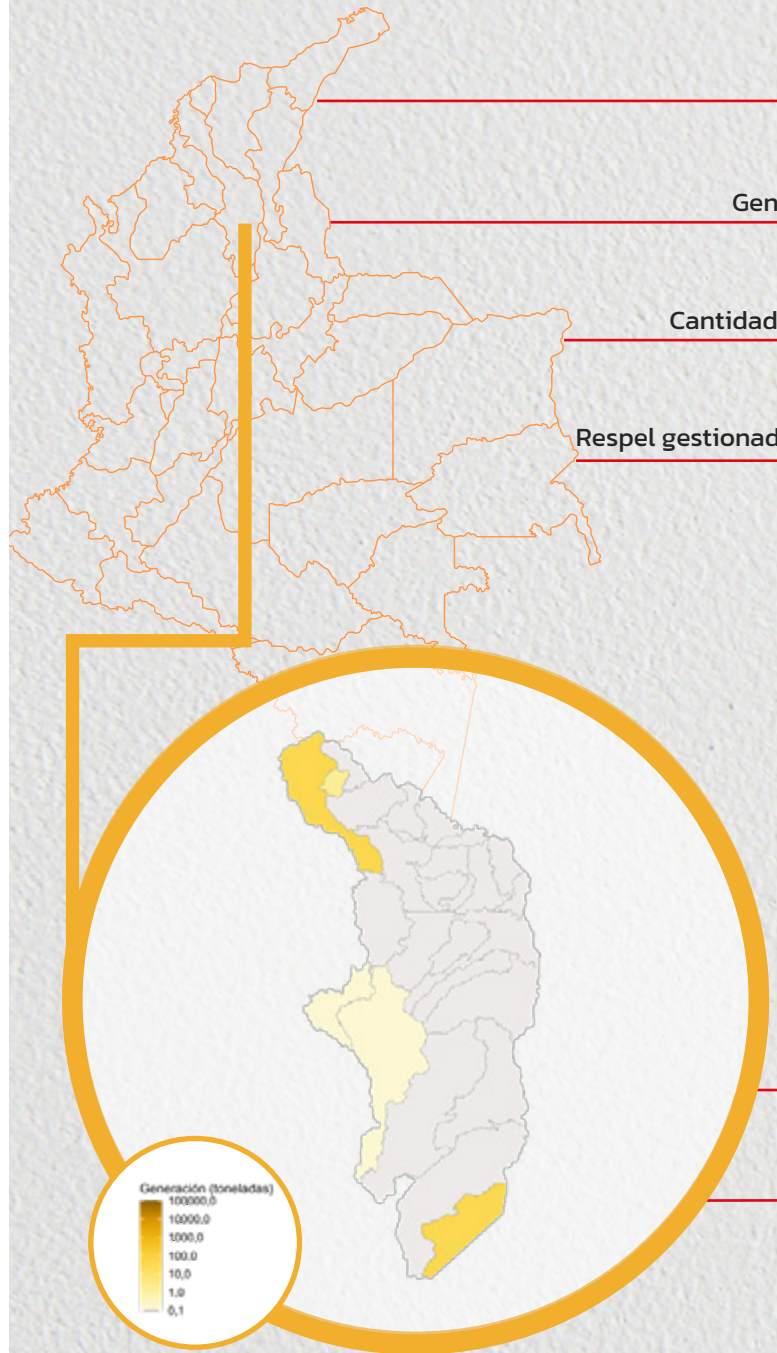 Gen
Cantidad
Respel gestionad
Generación (toneladas)
100000,0
10000,0
1000,0
100,0
10,0
1,0
0,1